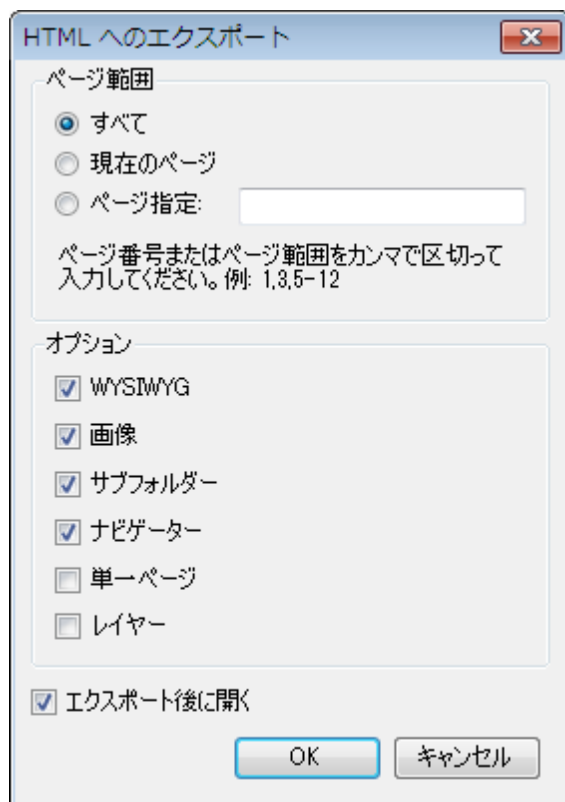 HTML へのエクスポート
ページ範囲
すべて
現在のページ
ページ指定:
ページ番号またはページ範囲をカンマで区切って
入力してください。例: 1,3,5-12
オプション
WYSIWYG
画像
サブフォルダー
ナビゲーター
単一ページ
レイヤー
エクスポート後に開く
OK キャンセル